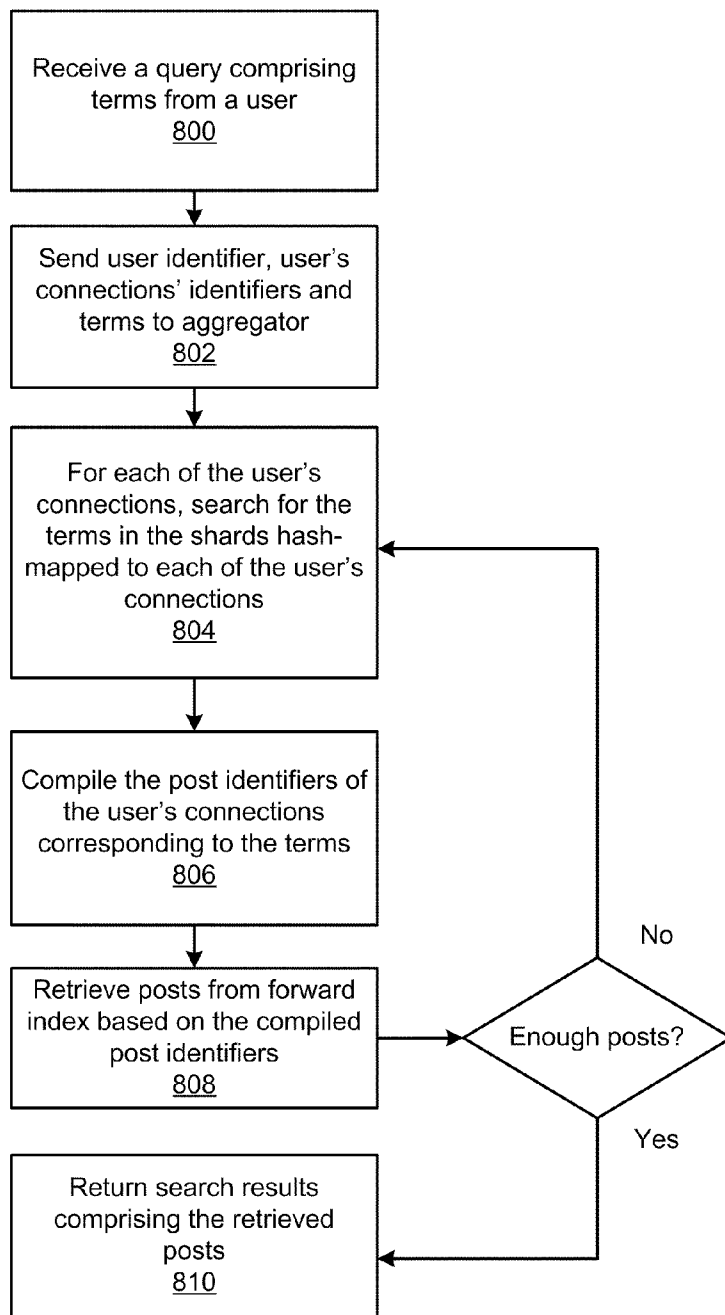 Receive a query comprising
terms from a user
800
Send user identifier, user's
connections' identifiers and
terms to aggregator
802
For each of the user's
connections, search for the
terms in the shards hash-
mapped to each of the user's
connections
804
Compile the post identifiers of
the user's connections
corresponding to the terms
806
Retrieve posts from forward
index based on the compiled
post identifiers
808
No
Enough posts?
Yes
Return search results
comprising the retrieved
posts
810